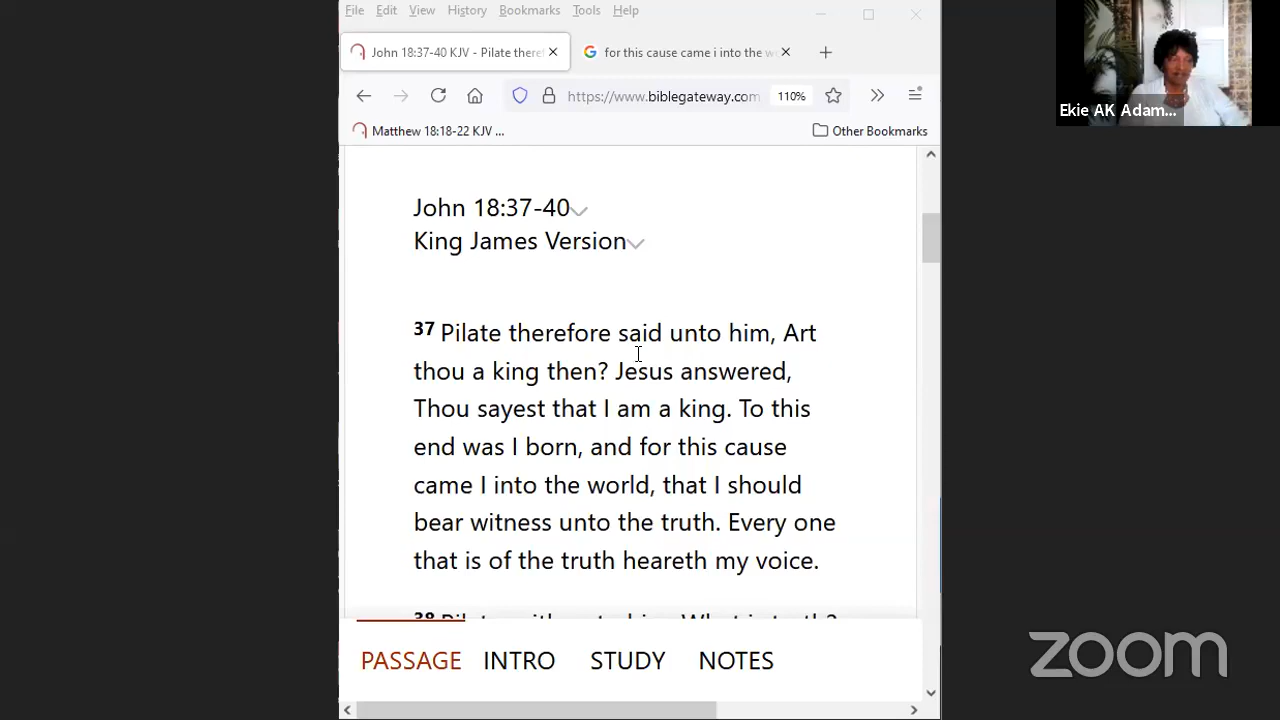 File Edit View History Bookmarks Tools Help
John 18:37-40 KJV - Pilate there
for this cause came i into the w
https://www.biblegateway.com 110%
Matthew 18:18-22 KJV ...
Other Bookmarks
Ekie AK Adam...
John 18:37-40
King James Version
37 Pilate therefore said unto him, Art
thou a king then? Jesus answered,
Thou sayest that I am a king. To this
end was I born, and for this cause
came I into the world, that I should
bear witness unto the truth. Every one
that is of the truth heareth my voice.
38
PASSAGE INTRO STUDY NOTES
zoom